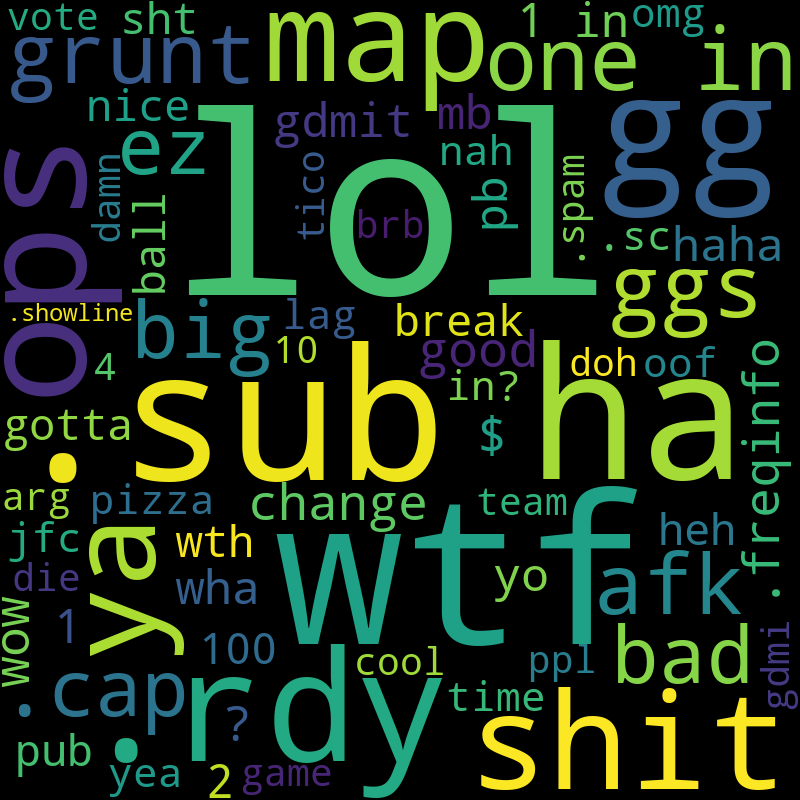 vote sht map 1 in omg
grunt one in
nice gdmit mb gg
ez lol nah
ops damn ball tico brb pb .spam .sc haha
.showline big lag break ggs
4 10 good doh oof
gotta .sub in? $ ha .freqinfo
arg pizza change team
jfc ya wth wtf heh
die wha yo afk
wow 1 100 cool ppl bad gdmi
.cap .rdy time shit
pub ?
yea 2 game